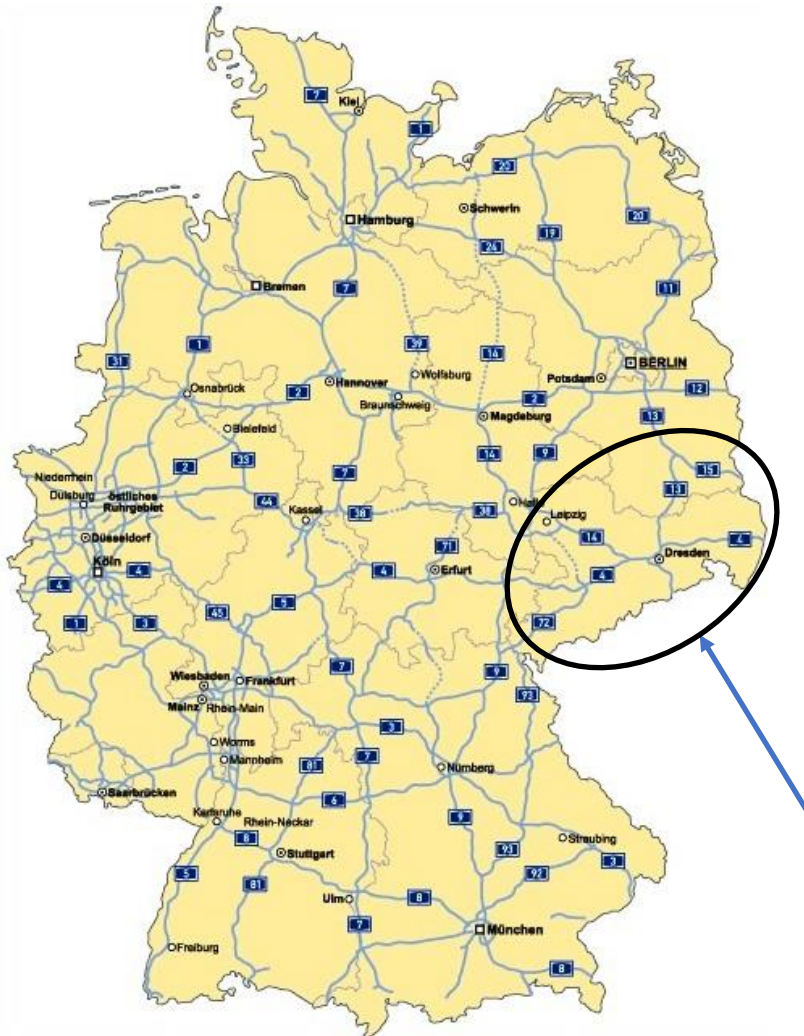 7
Kiel
1
20
Schwerin
20
Hamburg
19
24
Bremen
7
11
1
39
14
31
Wolfsburg
BERLIN
Hannover
Potsdam
Osnabrück
2
Braunschweig
2
12
Magdeburg
13
Bielefeld
14
9
33
2
7
15
Niederrhein
44
13
Duisburg
östliches
Ruhrgebiet
Halle
Kassel
38
38
Leipzig
Düsseldorf
14
4
71
Köln
Dresden
4
4
4
Erfurt
4
5
45
1
3
72
7
9
Wiesbaden
Frankfurt
93
Mainz
Rhein-Main
3
Worms
7
Mannheim
81
Nürnberg
Saarbrücken
6
Karlsruhe
Rhein-Neckar
9
8
Straubing
Stuttgart
93
3
5
81
92
Ulm
8
7
München
Freiburg
8